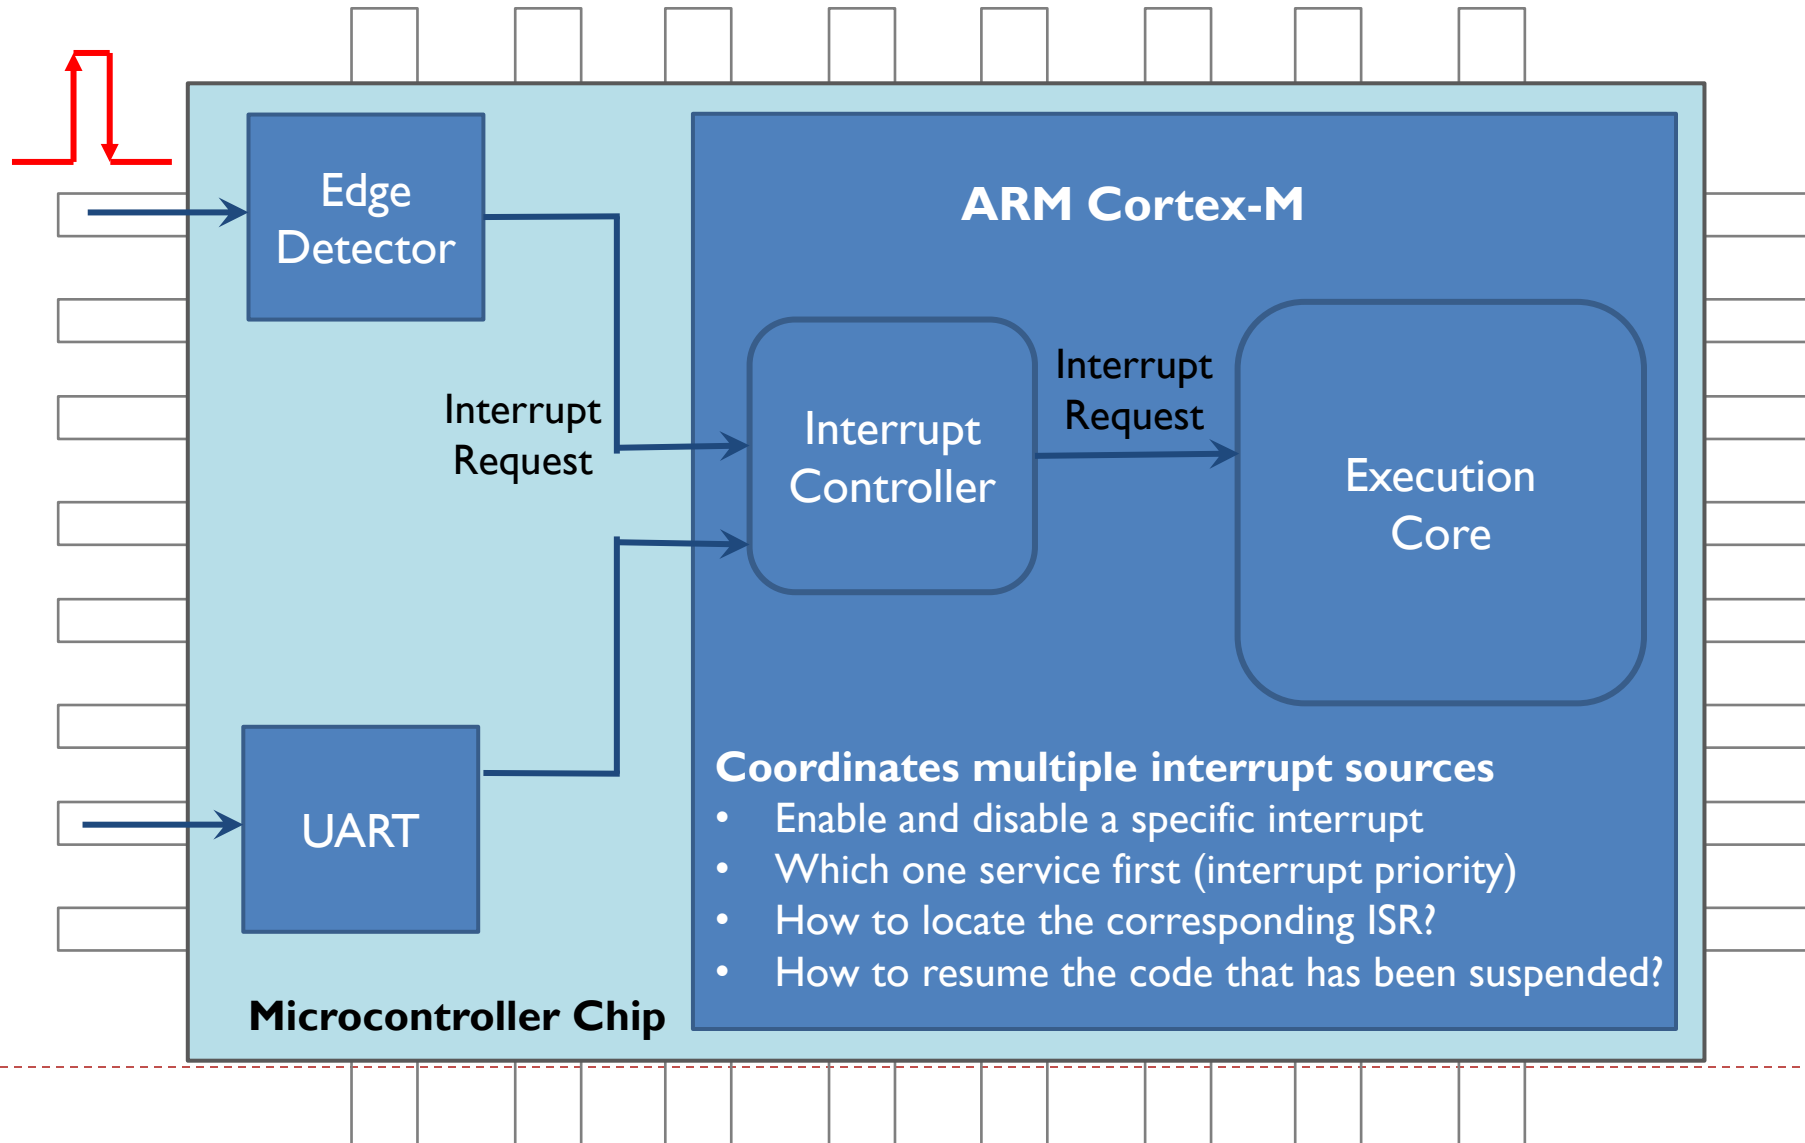 Edge
Detector
ARM Cortex-M
Interrupt
Request
Interrupt
Request
Interrupt
Controller
Execution
Core
UART
Coordinates multiple interrupt sources
• Enable and disable a specific interrupt
• Which one service first (interrupt priority)
• How to locate the corresponding ISR?
• How to resume the code that has been suspended?
Microcontroller Chip